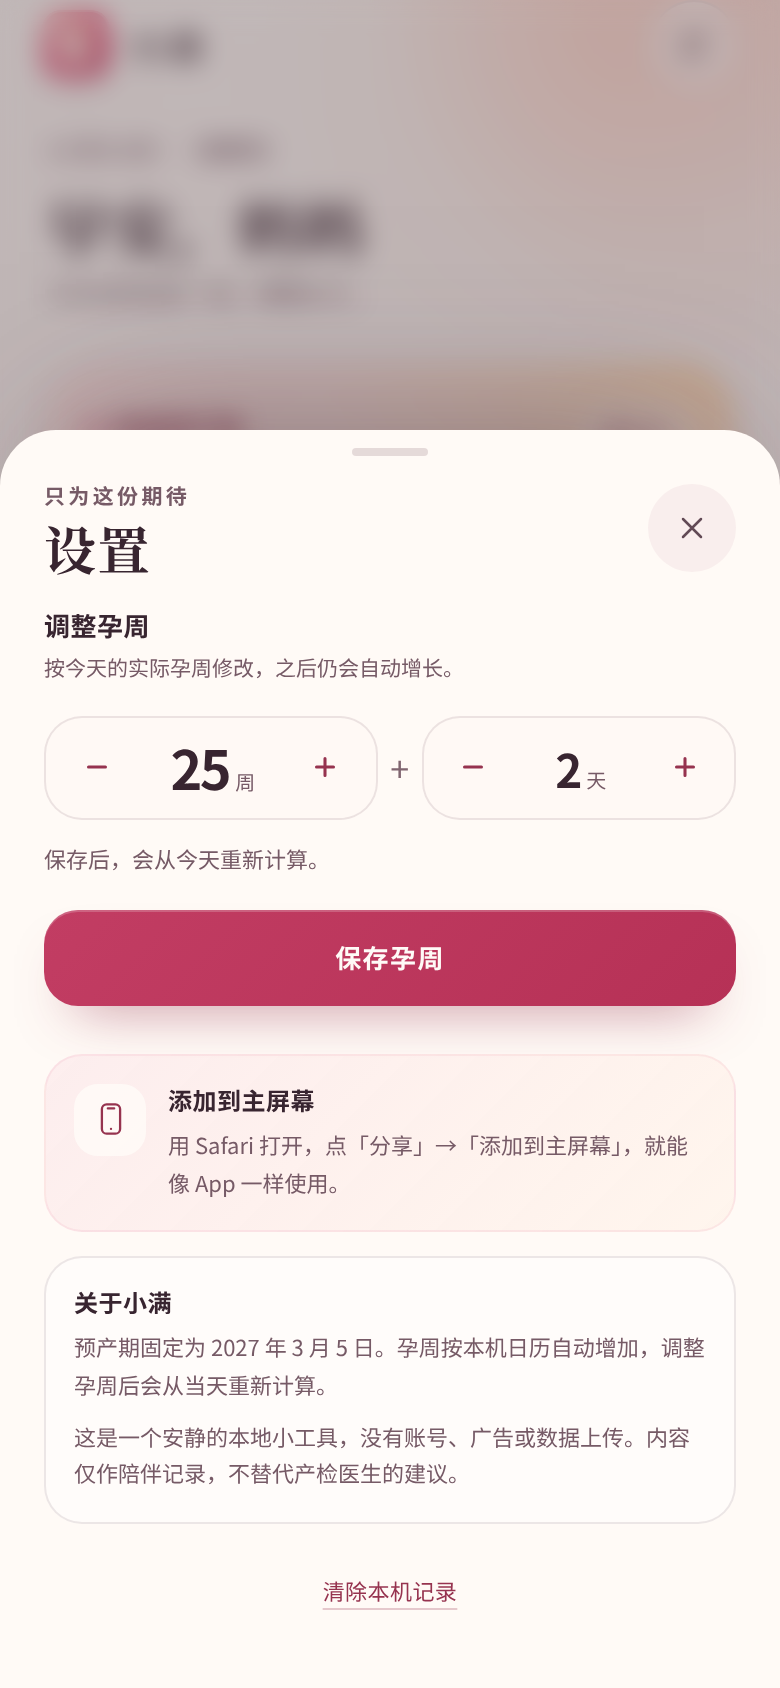 只为这份期待
设置
调整孕周
按今天的实际孕周修改，之后仍会自动增长。
− 25 周 + + − 2 天 +
保存后，会从今天重新计算。
保存孕周
添加到主屏幕
用 Safari 打开，点「分享」→「添加到主屏幕」，就能
像 App 一样使用。
关于小满
预产期固定为 2027 年 3 月 5 日。孕周按本机日历自动增加，调整
孕周后会从当天重新计算。
这是一个安静的本地小工具，没有账号、广告或数据上传。内容
仅作陪伴记录，不替代产检医生的建议。
清除本机记录